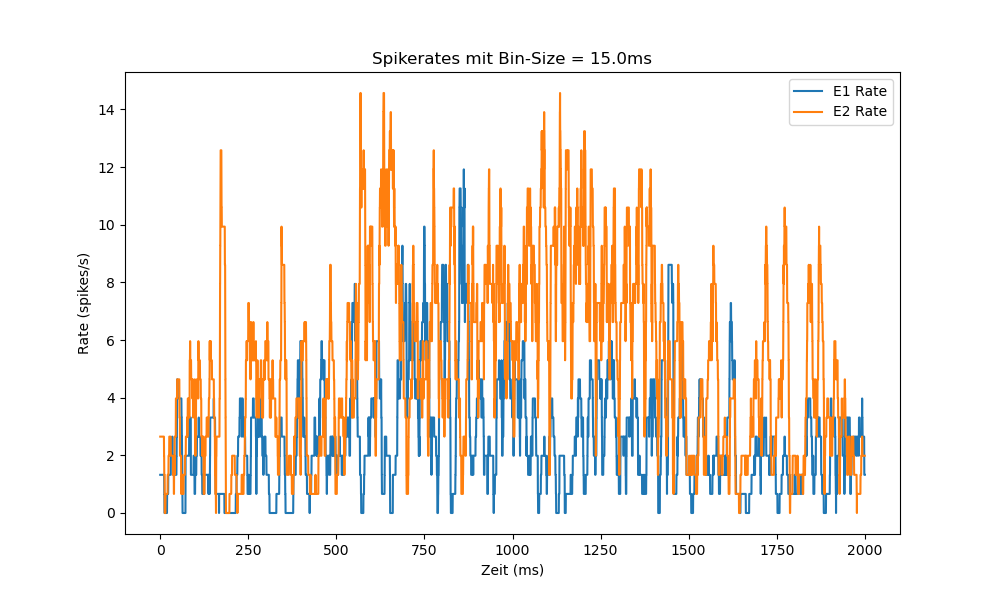 Spikerates mit Bin-Size = 15.0ms
E1 Rate
E2 Rate
14
12
10
8
6
4
2
0
Rate (spikes/s)
0 250 500 750 1000 1250 1500 1750 2000
Zeit (ms)